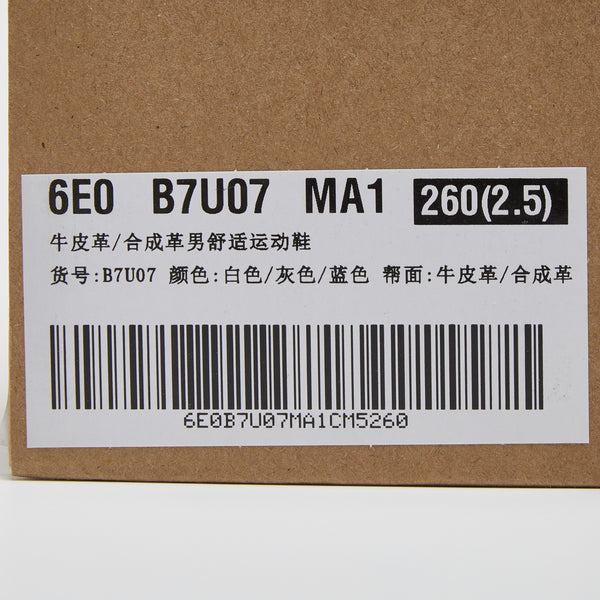 6E0 B7U07 MA1 260(2.5)
牛皮革/合成革男舒适运动鞋
货号:B7U07 颜色:白色/灰色/蓝色 帮面:牛皮革/合成革
6E0B7U07MA1CM5260